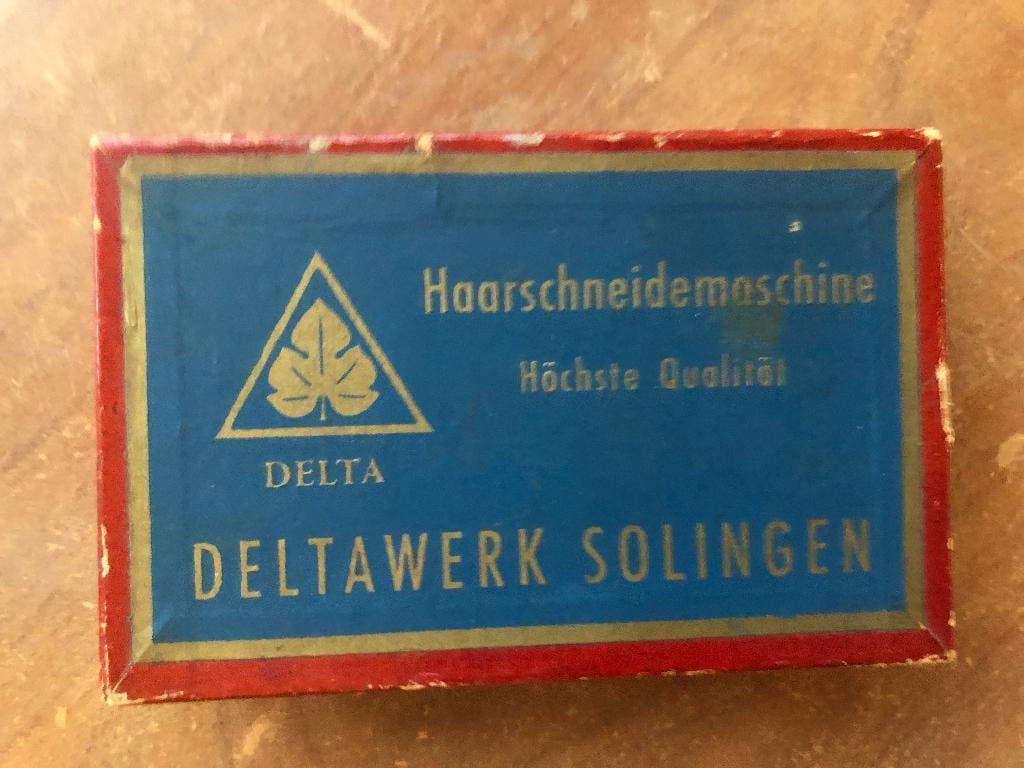 Haarschneidemaschine
Höchste Qualität
DELTA
DELTAWERK SOLINGEN